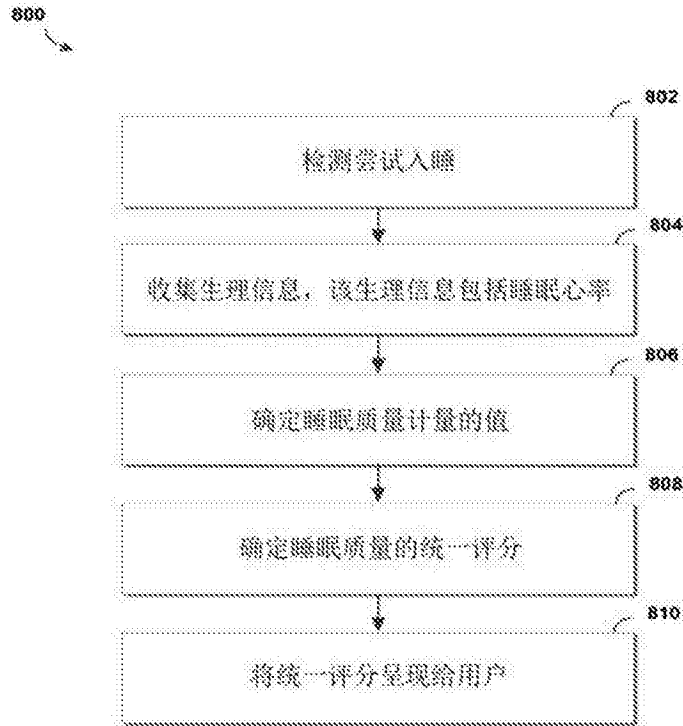 800
802
检测尝试入睡
804
收集生理信息，该生理信息包括睡眠心率
806
确定睡眠质量计量的值
808
确定睡眠质量的统一评分
810
将统一评分呈现给用户